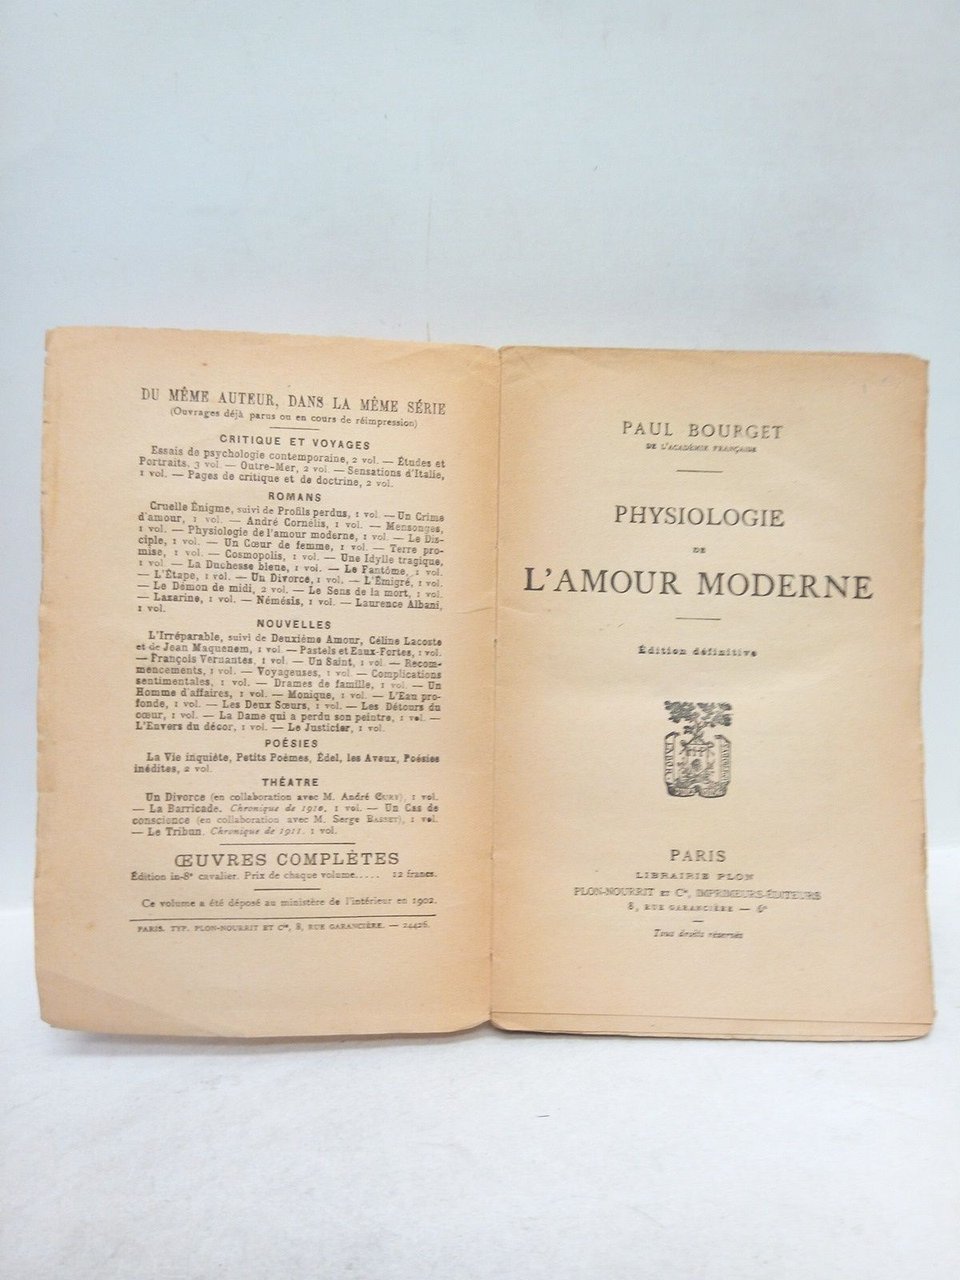 DU MÊME AUTEUR, DANS LA MÊME SÉRIE
(Ouvrages déjà parus ou en cours de réimpression)
CRITIQUE ET VOYAGES
Essais de psychologie contemporaine, 2 vol. — Études et
Portraits, 3 vol. — Outre-Mer, 2 vol. — Sensations d'Italie,
1 vol. — Pages de critique et de doctrine, 2 vol.
ROMANS
Cruelle Énigme, suivi de Profils perdus, 1 vol. — Un Crime
d'amour, 1 vol. — André Cornélis, 1 vol. — Mensonges,
1 vol. — Physiologie de l'amour moderne, 1 vol. — Le Dis-
ciple, 1 vol. — Un Cœur de femme, 1 vol. — Terre pro-
mise, 1 vol. — Cosmopolis, 1 vol. — Une Idylle tragique,
1 vol. — La Duchesse bleue, 1 vol. — Le Fantôme, 1 vol.
— L'Étape, 1 vol. — Un Divorce, 1 vol. — L'Émigré, 1 vol.
— Le Démon de midi, 2 vol. — Le Sens de la mort, 1 vol.
— Lazarine, 1 vol. — Némésis, 1 vol. — Laurence Albani,
1 vol.
NOUVELLES
L'Irréparable, suivi de Deuxième Amour, Céline Lacoste
et de Jean Maquenem, 1 vol. — Pastels et Eaux-Fortes, 1 vol.
— François Vernantes, 1 vol. — Un Saint, 1 vol. — Recom-
mencements, 1 vol. — Voyageuses, 1 vol. — Complications
sentimentales, 1 vol. — Drames de famille, 1 vol. — Un
Homme d'affaires, 1 vol. — Monique, 1 vol. — L'Eau pro-
fonde, 1 vol. — Les Deux Sœurs, 1 vol. — Les Détours du
cœur, 1 vol. — La Dame qui a perdu son peintre, 1 vol. —
L'Envers du décor, 1 vol. — Le Justicier, 1 vol.
POÉSIES
La Vie inquiète, Petits Poèmes, Édel, les Aveux, Poésies
inédites, 2 vol.
THÉATRE
Un Divorce (en collaboration avec M. André CURY), 1 vol.
— La Barricade. Chronique de 1910. 1 vol. — Un Cas de
conscience (en collaboration avec M. Serge BASSET), 1 vol.
— Le Tribun. Chronique de 1911. 1 vol.
ŒUVRES COMPLÈTES
Édition in-8° cavalier. Prix de chaque volume..... 12 francs.
Ce volume a été déposé au ministère de l'intérieur en 1902.
PARIS. TYP. PLON-NOURRIT ET Cie, 8, RUE GARANCIÈRE. — 24426.
PAUL BOURGET
DE L'ACADÉMIE FRANÇAISE
PHYSIOLOGIE
DE
L'AMOUR MODERNE
Édition définitive
PARIS
LIBRAIRIE PLON
PLON-NOURRIT ET Cie, IMPRIMEURS-ÉDITEURS
8, RUE GARANCIÈRE — 6e
Tous droits réservés